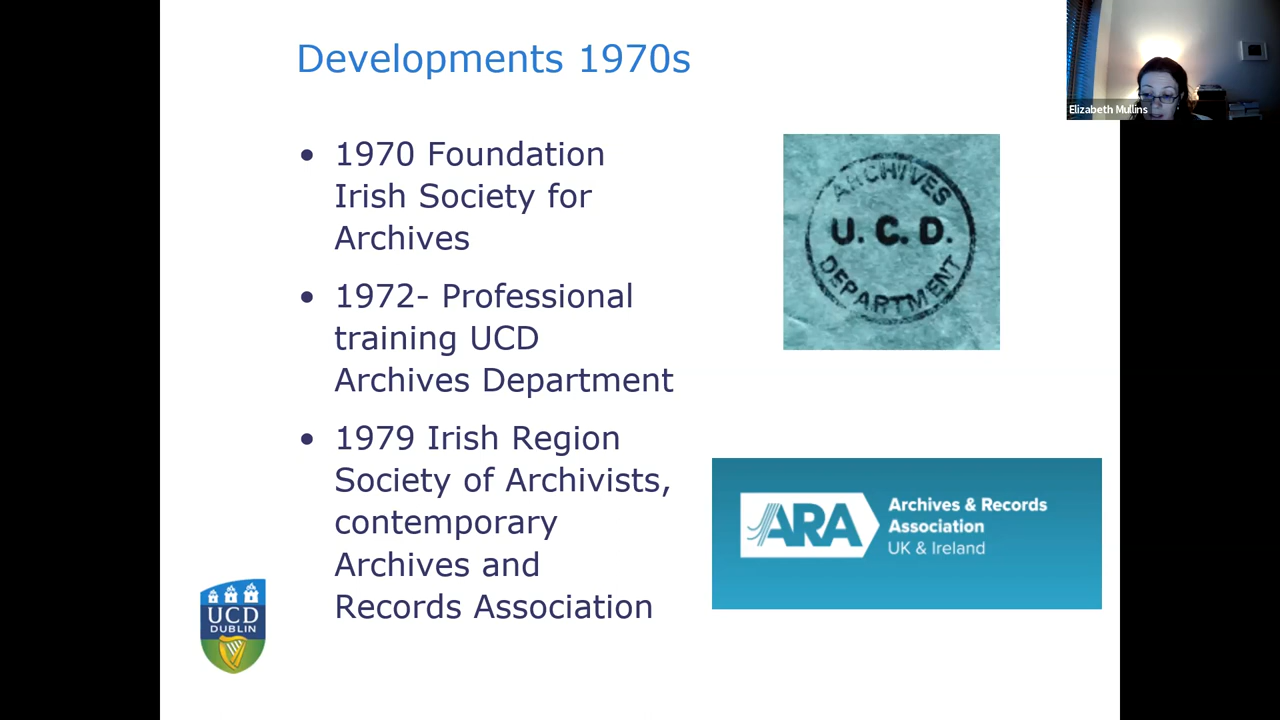 Developments 1970s
Elizabeth Mullins
• 1970 Foundation
Irish Society for
Archives
• 1972- Professional
training UCD
Archives Department
• 1979 Irish Region
Society of Archivists,
contemporary
Archives and
Records Association
ARCHIVES
U. C. D.
DEPARTMENT
ARA
Archives & Records
Association
UK & Ireland
UCD
DUBLIN